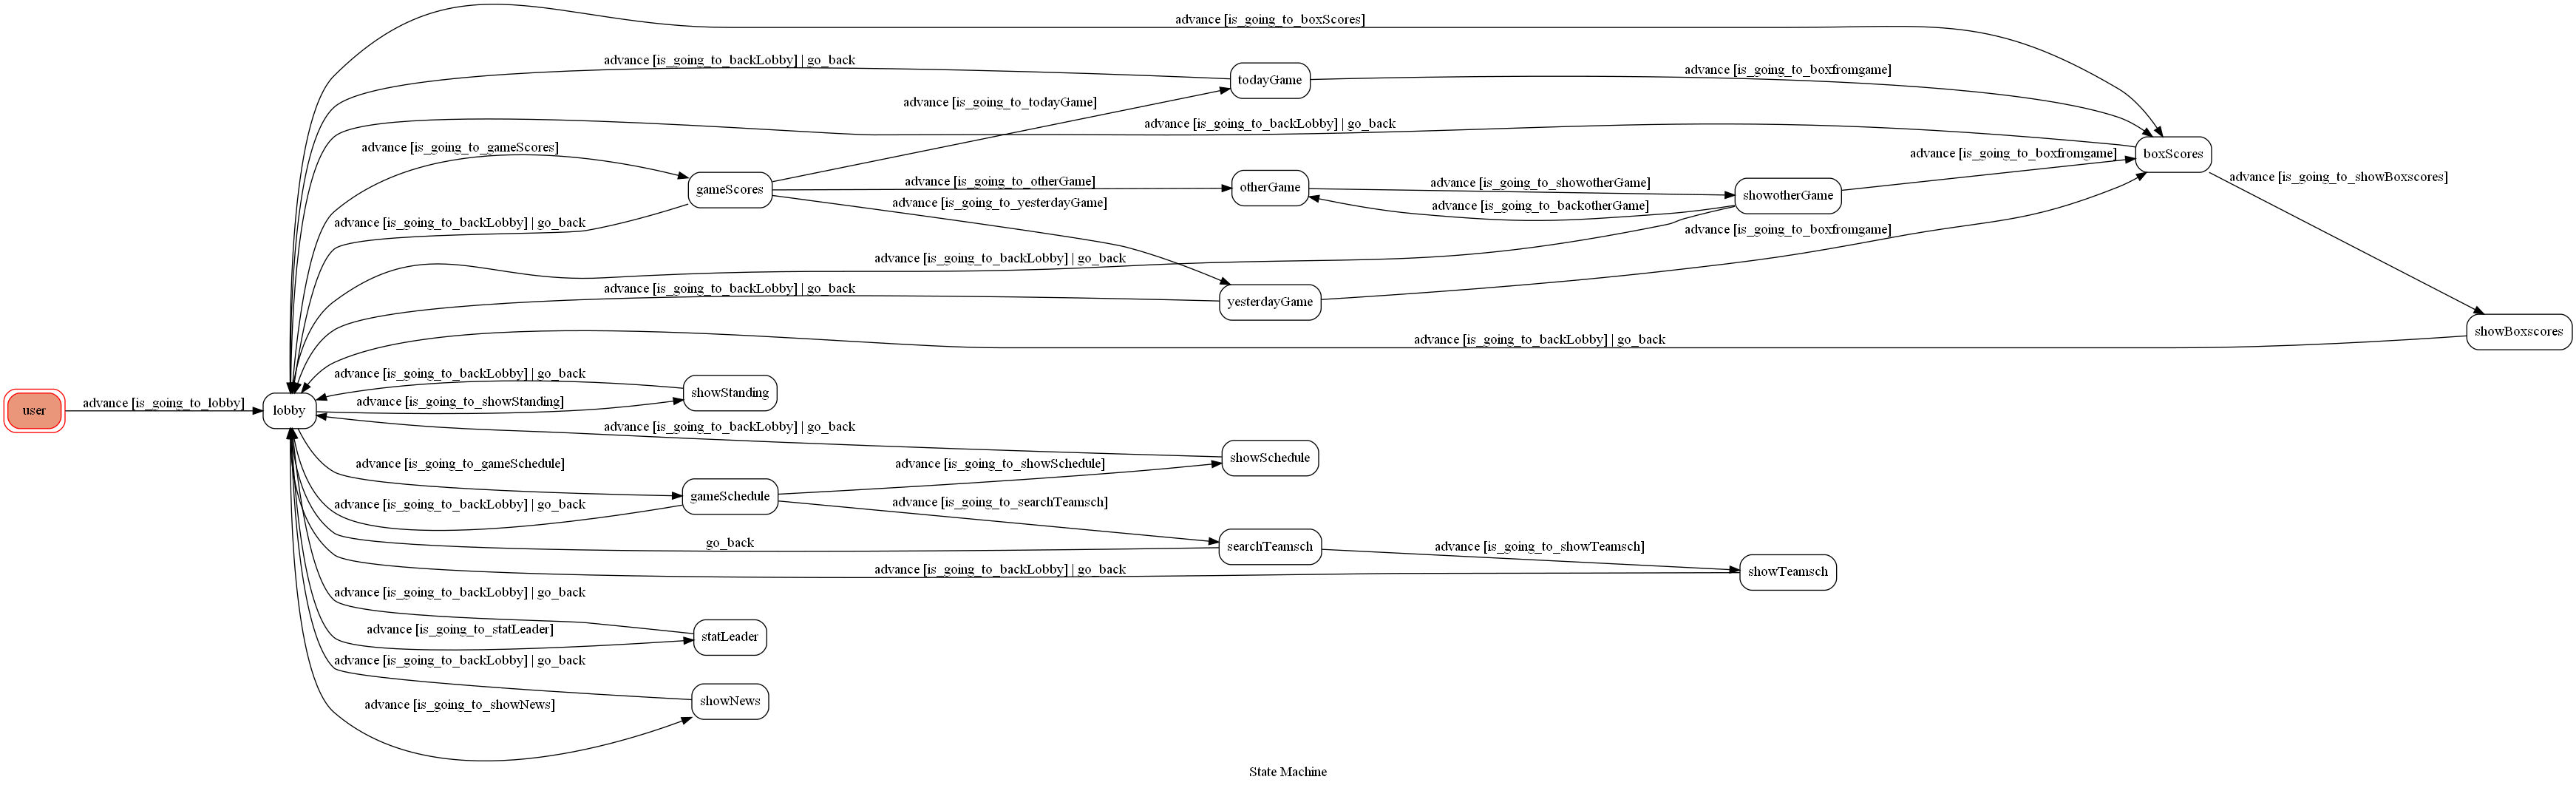 advance [is_going_to_boxScores]
advance [is_going_to_backLobby] | go_back
todayGame
advance [is_going_to_boxfromgame]
advance [is_going_to_todayGame]
advance [is_going_to_backLobby] | go_back
advance [is_going_to_gameScores]
boxScores
advance [is_going_to_boxfromgame]
gameScores
advance [is_going_to_otherGame]
otherGame
advance [is_going_to_showotherGame]
showotherGame
advance [is_going_to_showBoxscores]
advance [is_going_to_yesterdayGame]
advance [is_going_to_backotherGame]
advance [is_going_to_backLobby] | go_back
advance [is_going_to_boxfromgame]
advance [is_going_to_backLobby] | go_back
advance [is_going_to_backLobby] | go_back
yesterdayGame
advance [is_going_to_backLobby] | go_back
showBoxscores
advance [is_going_to_backLobby] | go_back
showStanding
user
advance [is_going_to_lobby]
lobby
advance [is_going_to_showStanding]
advance [is_going_to_backLobby] | go_back
showSchedule
advance [is_going_to_gameSchedule]
advance [is_going_to_showSchedule]
gameSchedule
advance [is_going_to_backLobby] | go_back
advance [is_going_to_searchTeamsch]
go_back
searchTeamsch
advance [is_going_to_showTeamsch]
advance [is_going_to_backLobby] | go_back
showTeamsch
advance [is_going_to_backLobby] | go_back
advance [is_going_to_statLeader]
statLeader
advance [is_going_to_backLobby] | go_back
showNews
advance [is_going_to_showNews]
State Machine